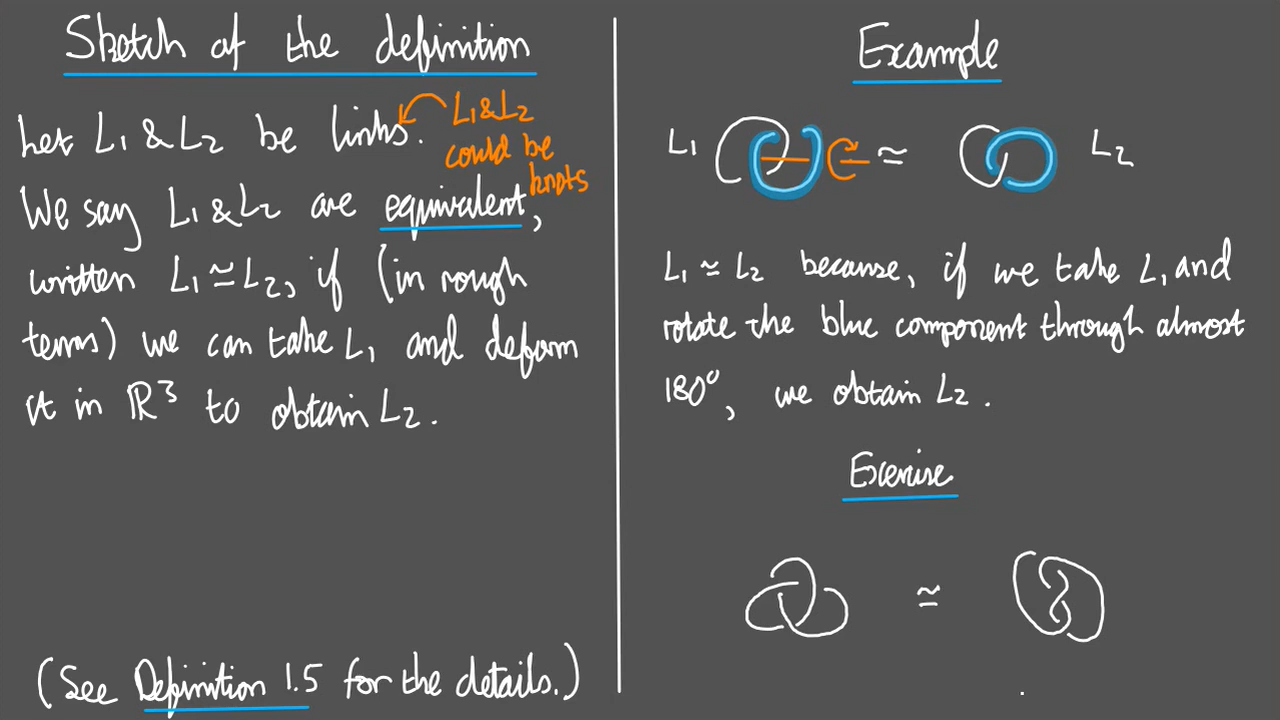 Sketch of the definition
Let L1 & L2 be links.
L1 & L2
could be
knots
We say L1 & L2 are equivalent,
written L1 ≃ L2, if (in rough
terms) we can take L1 and deform
it in ℝ³ to obtain L2.
(See Definition 1.5 for the details.)
Example
L1 ≃ L2
L1 ≃ L2 because, if we take L1 and
rotate the blue component through almost
180°, we obtain L2.
Exercise
≃